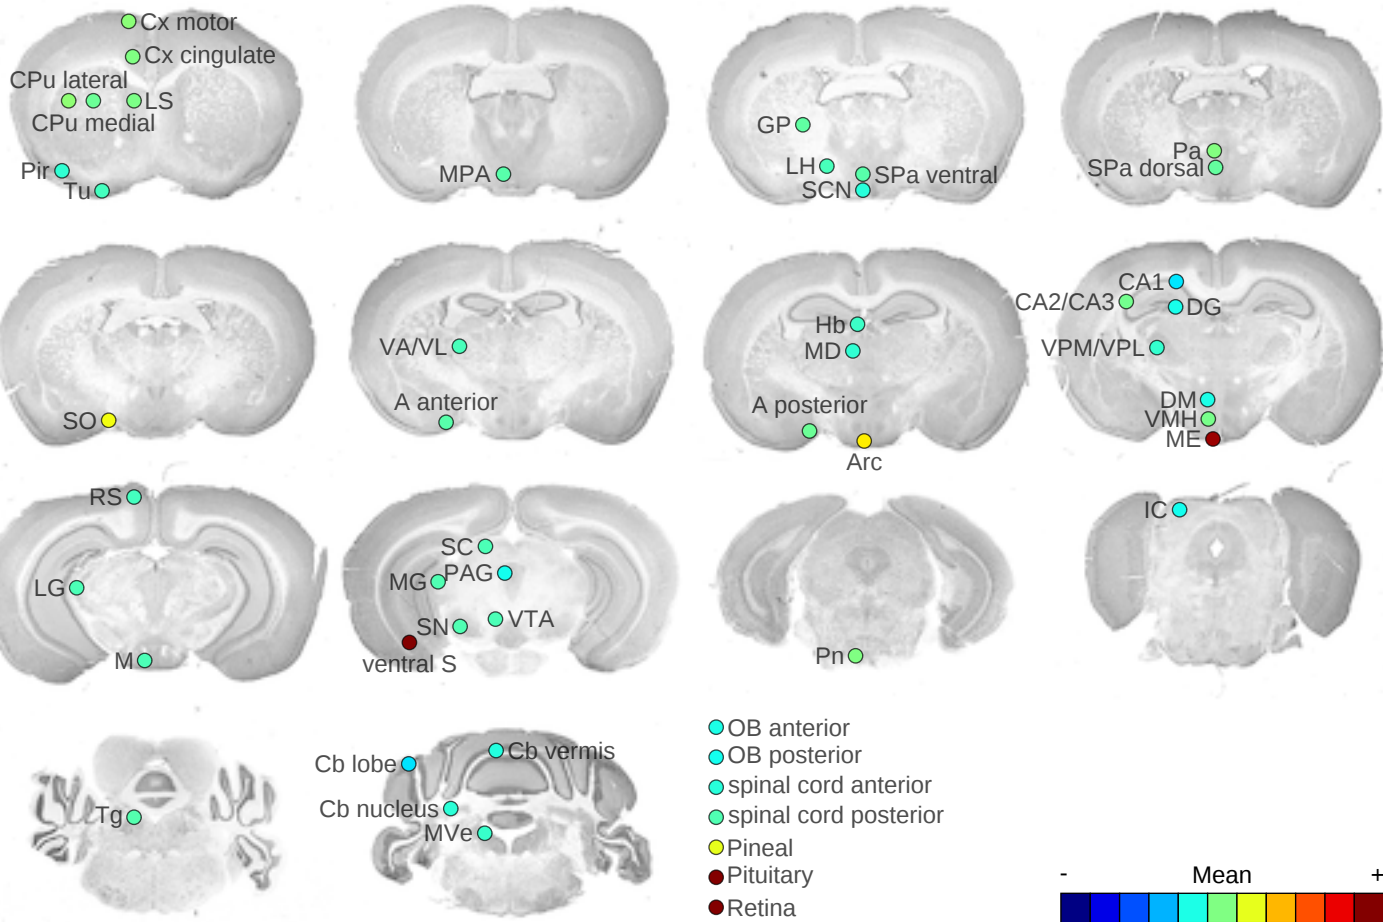 Cx motor
Cx cingulate
CPu lateral
LS
CPu medial
Pir
Tu
MPA
GP
LH
SPa ventral
SCN
Pa
SPa dorsal
SO
VA/VL
A anterior
Hb
MD
A posterior
Arc
CA1
CA2/CA3
DG
VPM/VPL
DM
VMH
ME
RS
LG
M
SC
MG
PAG
SN
VTA
ventral S
Pn
IC
Tg
Cb lobe
Cb vermis
Cb nucleus
MVe
OB anterior
OB posterior
spinal cord anterior
spinal cord posterior
Pineal
Pituitary
Retina
- Mean +